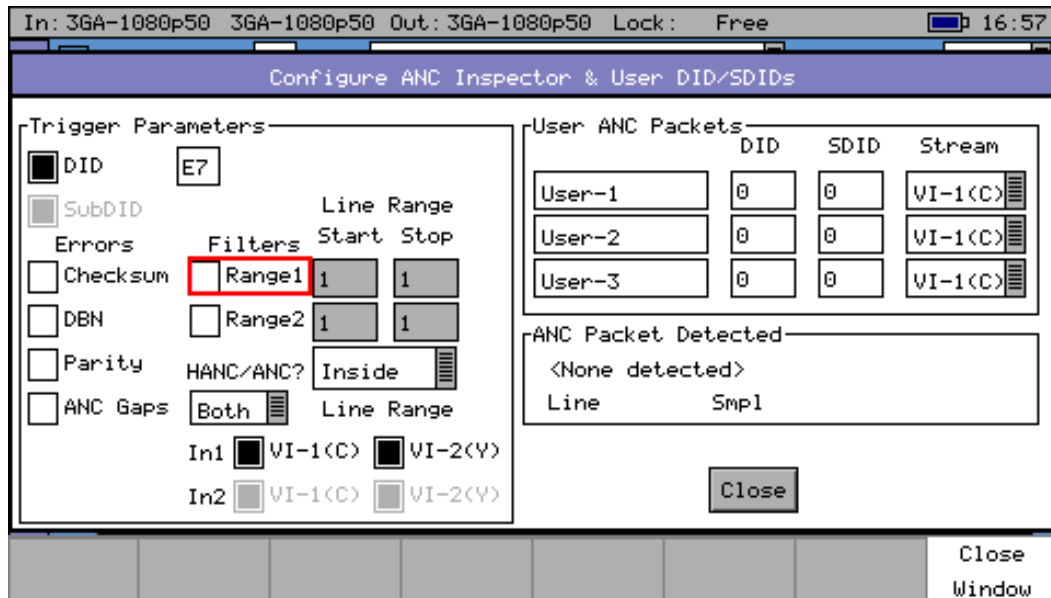 In: 3GA-1080p50 3GA-1080p50 Out: 3GA-1080p50 Lock: Free 16:57
Configure ANC Inspector & User DID/SDIDs
Trigger Parameters
DID E7
SubDID
Line Range
Errors Filters Start Stop
Checksum Range1 1 1
DBN Range2 1 1
Parity HANC/ANC? Inside
ANC Gaps Both Line Range
In1 VI-1(C) VI-2(Y)
In2 VI-1(C) VI-2(Y)
User ANC Packets
DID SDID Stream
User-1 0 0 VI-1(C)
User-2 0 0 VI-1(C)
User-3 0 0 VI-1(C)
ANC Packet Detected
<None detected>
Line Smpl
Close
Close
Window